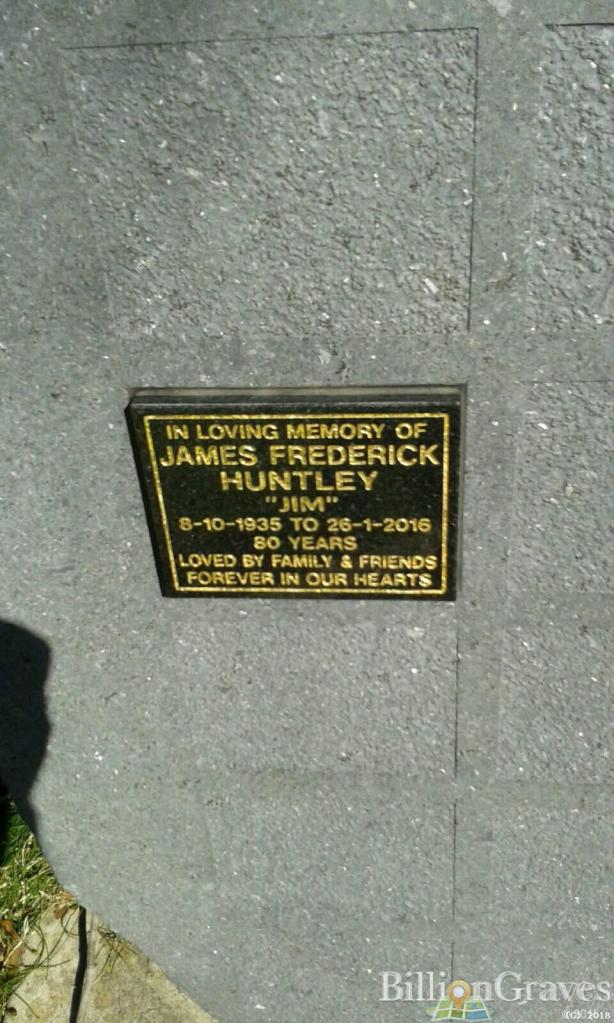 IN LOVING MEMORY OF
JAMES FREDERICK
HUNTLEY
"JIM"
8-10-1935 TO 26-1-2016
80 YEARS
LOVED BY FAMILY & FRIENDS
FOREVER IN OUR HEARTS
BillionGraves
(C) 2018